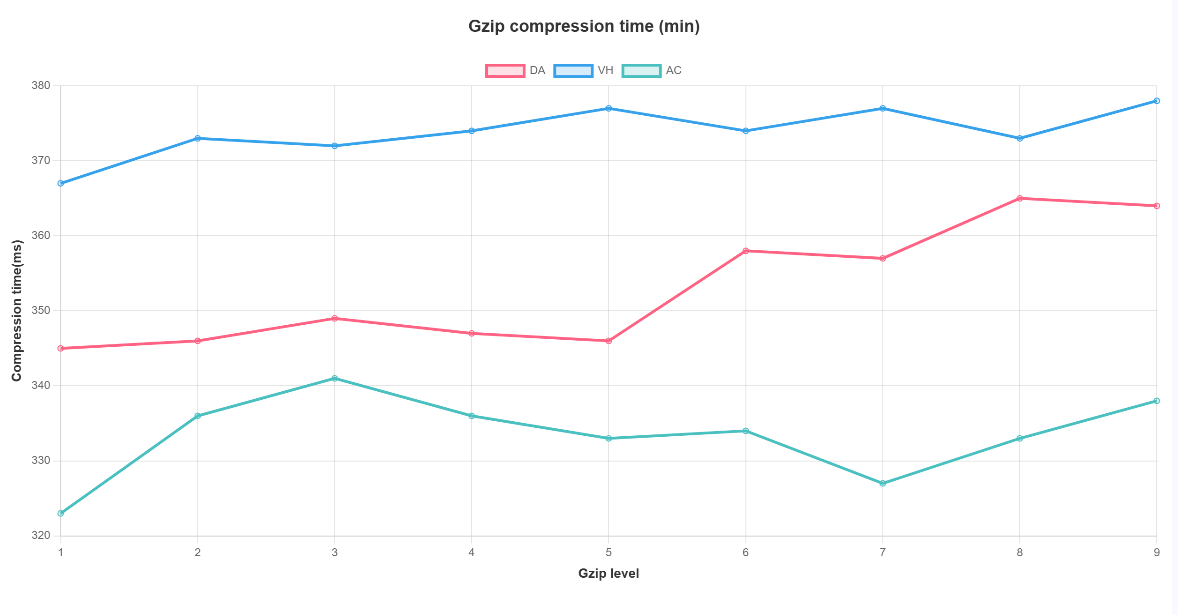 Gzip compression time (min)
DA VH AC
380
370
360
350
340
330
320
Compression time(ms)
1 2 3 4 5 6 7 8 9
Gzip level